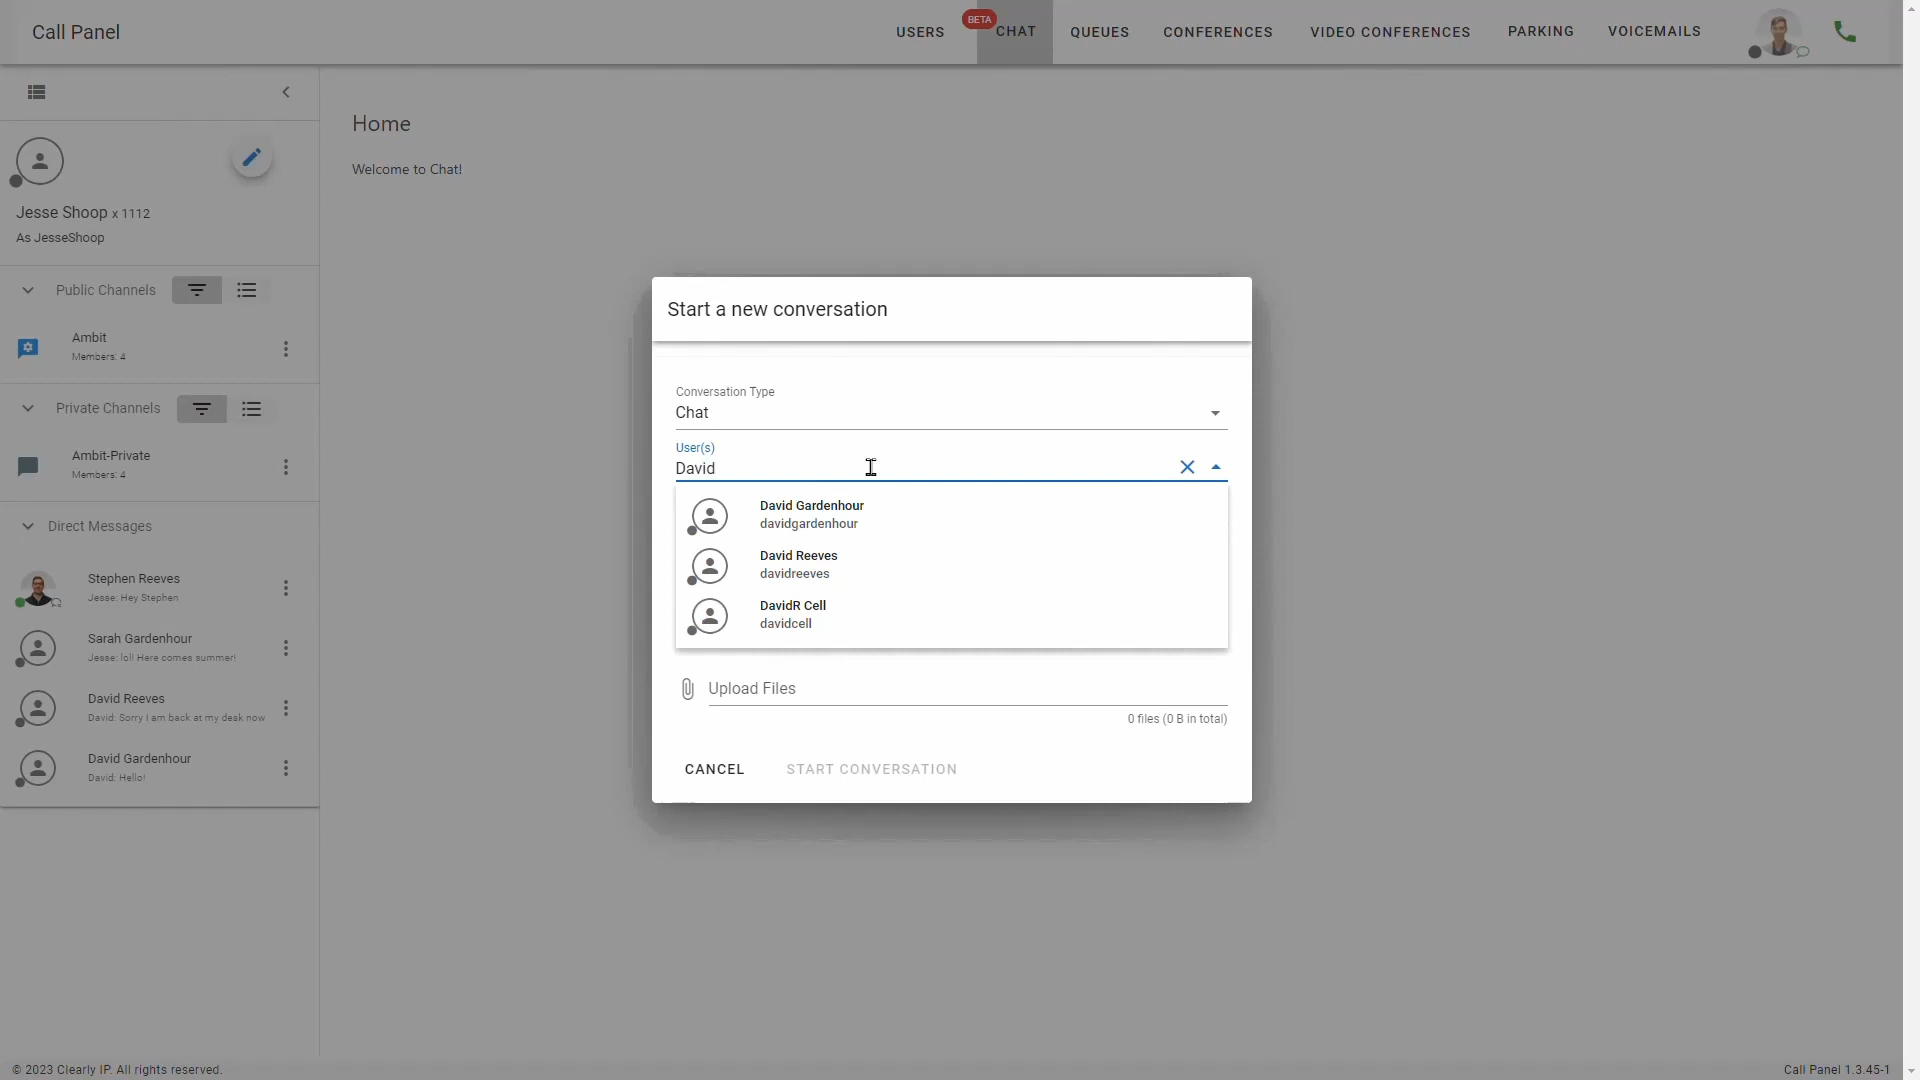 Call Panel
USERS
BETA
CHAT
QUEUES
CONFERENCES
VIDEO CONFERENCES
PARKING
VOICEMAILS
Jesse Shoop x 1112
As JesseShoop
Public Channels
Ambit
Members: 4
Private Channels
Ambit-Private
Members: 4
Direct Messages
Stephen Reeves
Jesse: Hey Stephen
Sarah Gardenhour
Jesse: lol! Here comes summer!
David Reeves
David: Sorry I am back at my desk now
David Gardenhour
David: Hello!
Home
Welcome to Chat!
Start a new conversation
Conversation Type
Chat
User(s)
David
David Gardenhour
davidgardenhour
David Reeves
davidreeves
DavidR Cell
davidcell
Upload Files
0 files (0 B in total)
CANCEL
START CONVERSATION
© 2023 Clearly IP. All rights reserved.
Call Panel 1.3.45-1